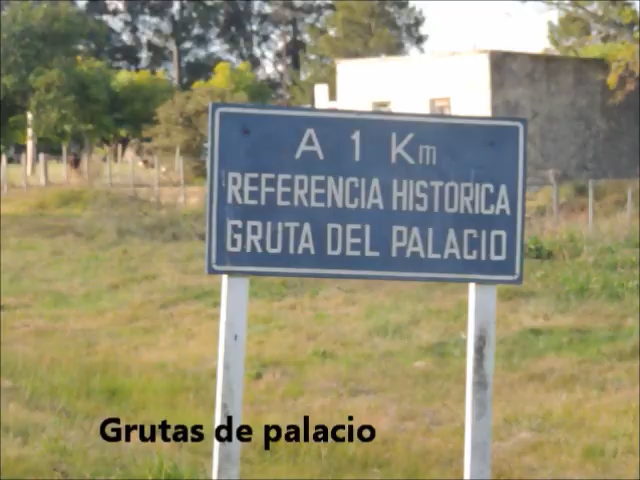 A 1 Km
REFERENCIA HISTORICA
GRUTA DEL PALACIO
Grutas de palacio